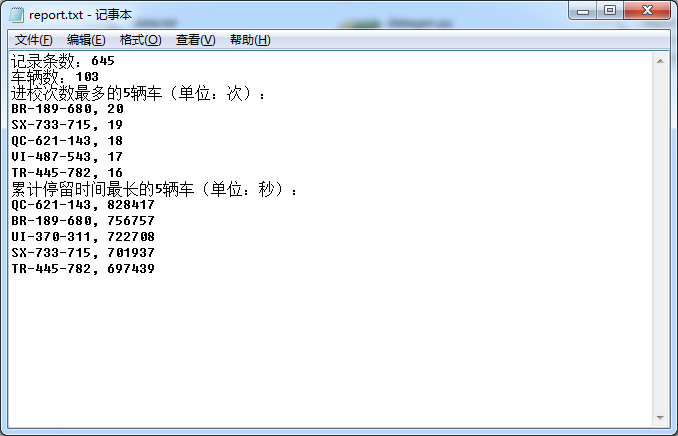 report.txt - 记事本
文件(F) 编辑(E) 格式(O) 查看(V) 帮助(H)
记录条数：645
车辆数：103
进校次数最多的5辆车（单位：次）：
BR-189-680, 20
SX-733-715, 19
QC-621-143, 18
VI-487-543, 17
TR-445-782, 16
累计停留时间最长的5辆车（单位：秒）：
QC-621-143, 828417
BR-189-680, 756757
UI-370-311, 722708
SX-733-715, 701937
TR-445-782, 697439